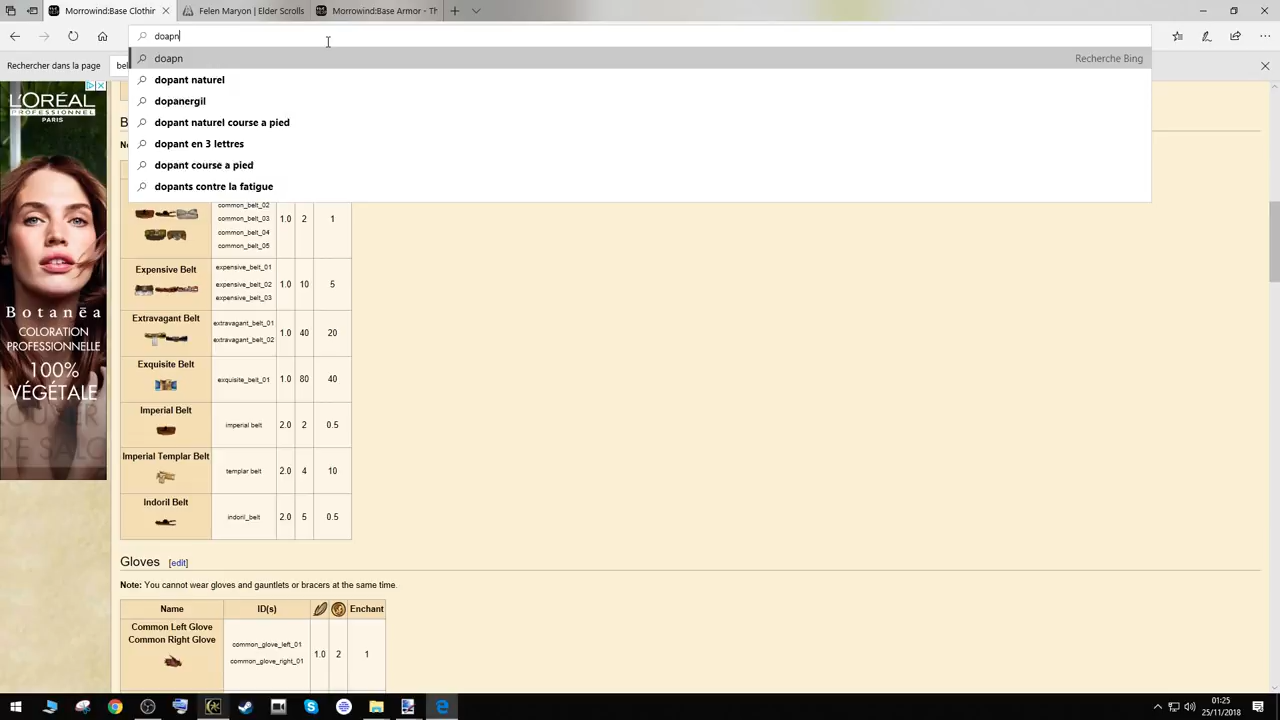 Morrowind:Base Clothi
Felen Maryon | Elder Scrolls
Morrowind:Base Armor - Th
doapn
doapn
Recherche Bing
Rechercher dans la page
bel
dopant naturel
dopanergil
dopant naturel course a pied
dopant en 3 lettres
dopant course a pied
dopants contre la fatigue
L'ORÉAL
PROFESSIONNEL
PARIS
Botanēa
COLORATION
PROFESSIONNELLE
100%
VÉGÉTALE
B
No
common_belt_02
common_belt_03
common_belt_04
common_belt_05
1.0 2 1
Expensive Belt
expensive_belt_01
expensive_belt_02
expensive_belt_03
1.0 10 5
Extravagant Belt
extravagant_belt_01
extravagant_belt_02
1.0 40 20
Exquisite Belt
exquisite_belt_01 1.0 80 40
Imperial Belt
imperial belt 2.0 2 0.5
Imperial Templar Belt
templar belt 2.0 4 10
Indoril Belt
indoril_belt 2.0 5 0.5
Gloves [edit]
Note: You cannot wear gloves and gauntlets or bracers at the same time.
Name ID(s) Enchant
Common Left Glove
Common Right Glove
common_glove_left_01
common_glove_right_01
1.0 2 1
01:25
25/11/2018